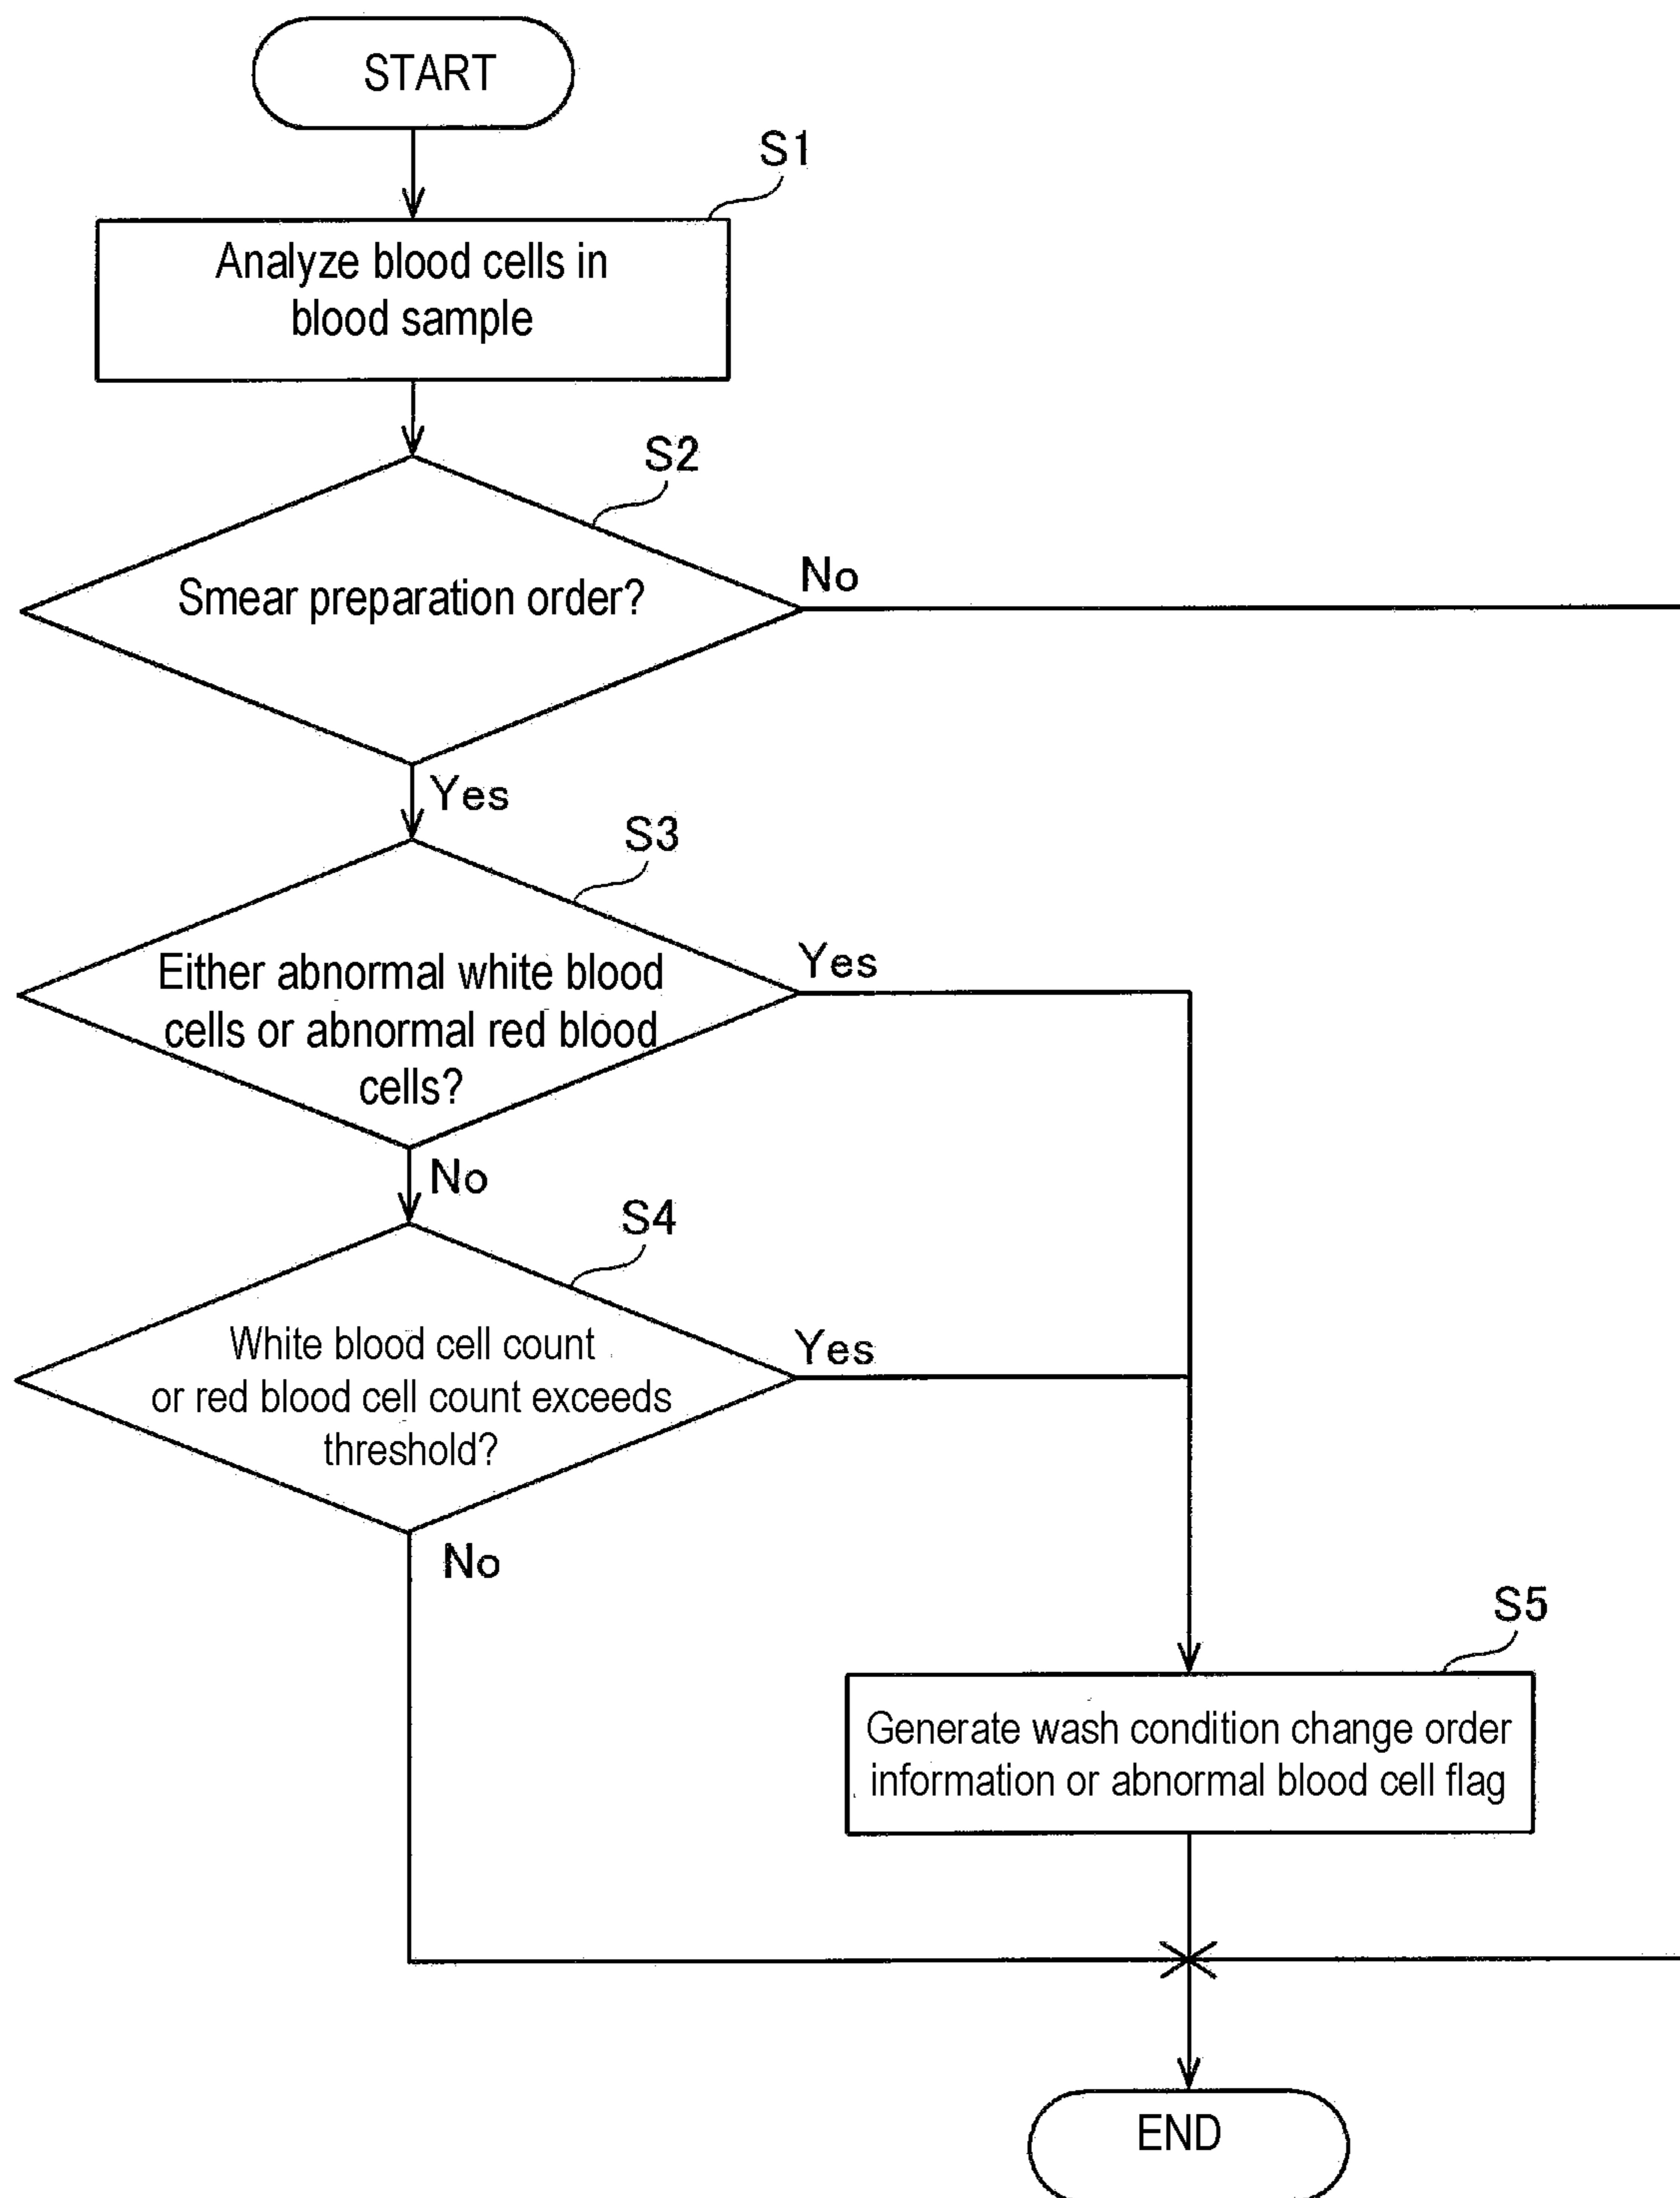 START
S1
Analyze blood cells in
blood sample
S2
Smear preparation order?
No
Yes
S3
Either abnormal white blood
cells or abnormal red blood
cells?
Yes
No
S4
White blood cell count
or red blood cell count exceeds
threshold?
Yes
No
S5
Generate wash condition change order
information or abnormal blood cell flag
END